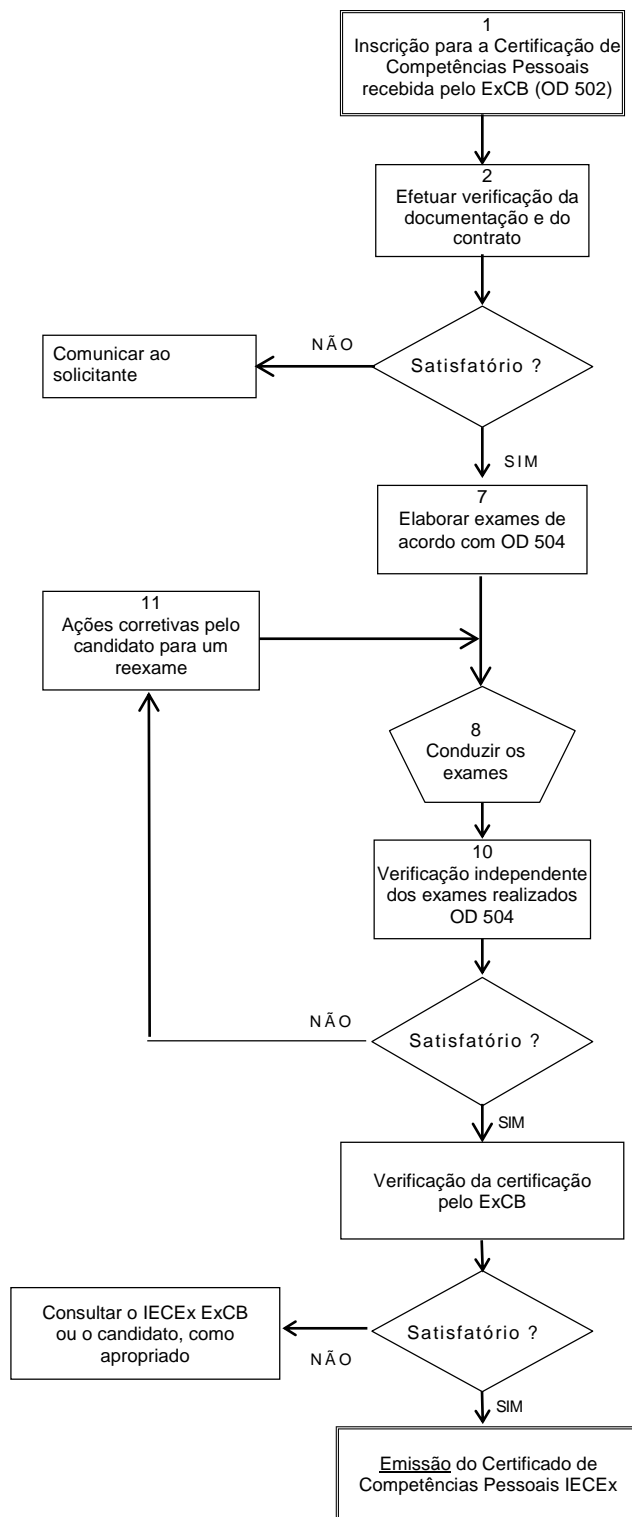 1
Inscrição para a Certificação de
Competências Pessoais
recebida pelo ExCB (OD 502)
2
Efetuar verificação da
documentação e do
contrato
NÃO
Comunicar ao
solicitante
Satisfatório ?
SIM
7
Elaborar exames de
acordo com OD 504
11
Ações corretivas pelo
candidato para um
reexame
8
Conduzir os
exames
10
Verificação independente
dos exames realizados
OD 504
NÃO
Satisfatório ?
SIM
Verificação da certificação
pelo ExCB
Consultar o IECEx ExCB
ou o candidato, como
apropriado
NÃO
Satisfatório ?
SIM
Emissão do Certificado de
Competências Pessoais IECEx